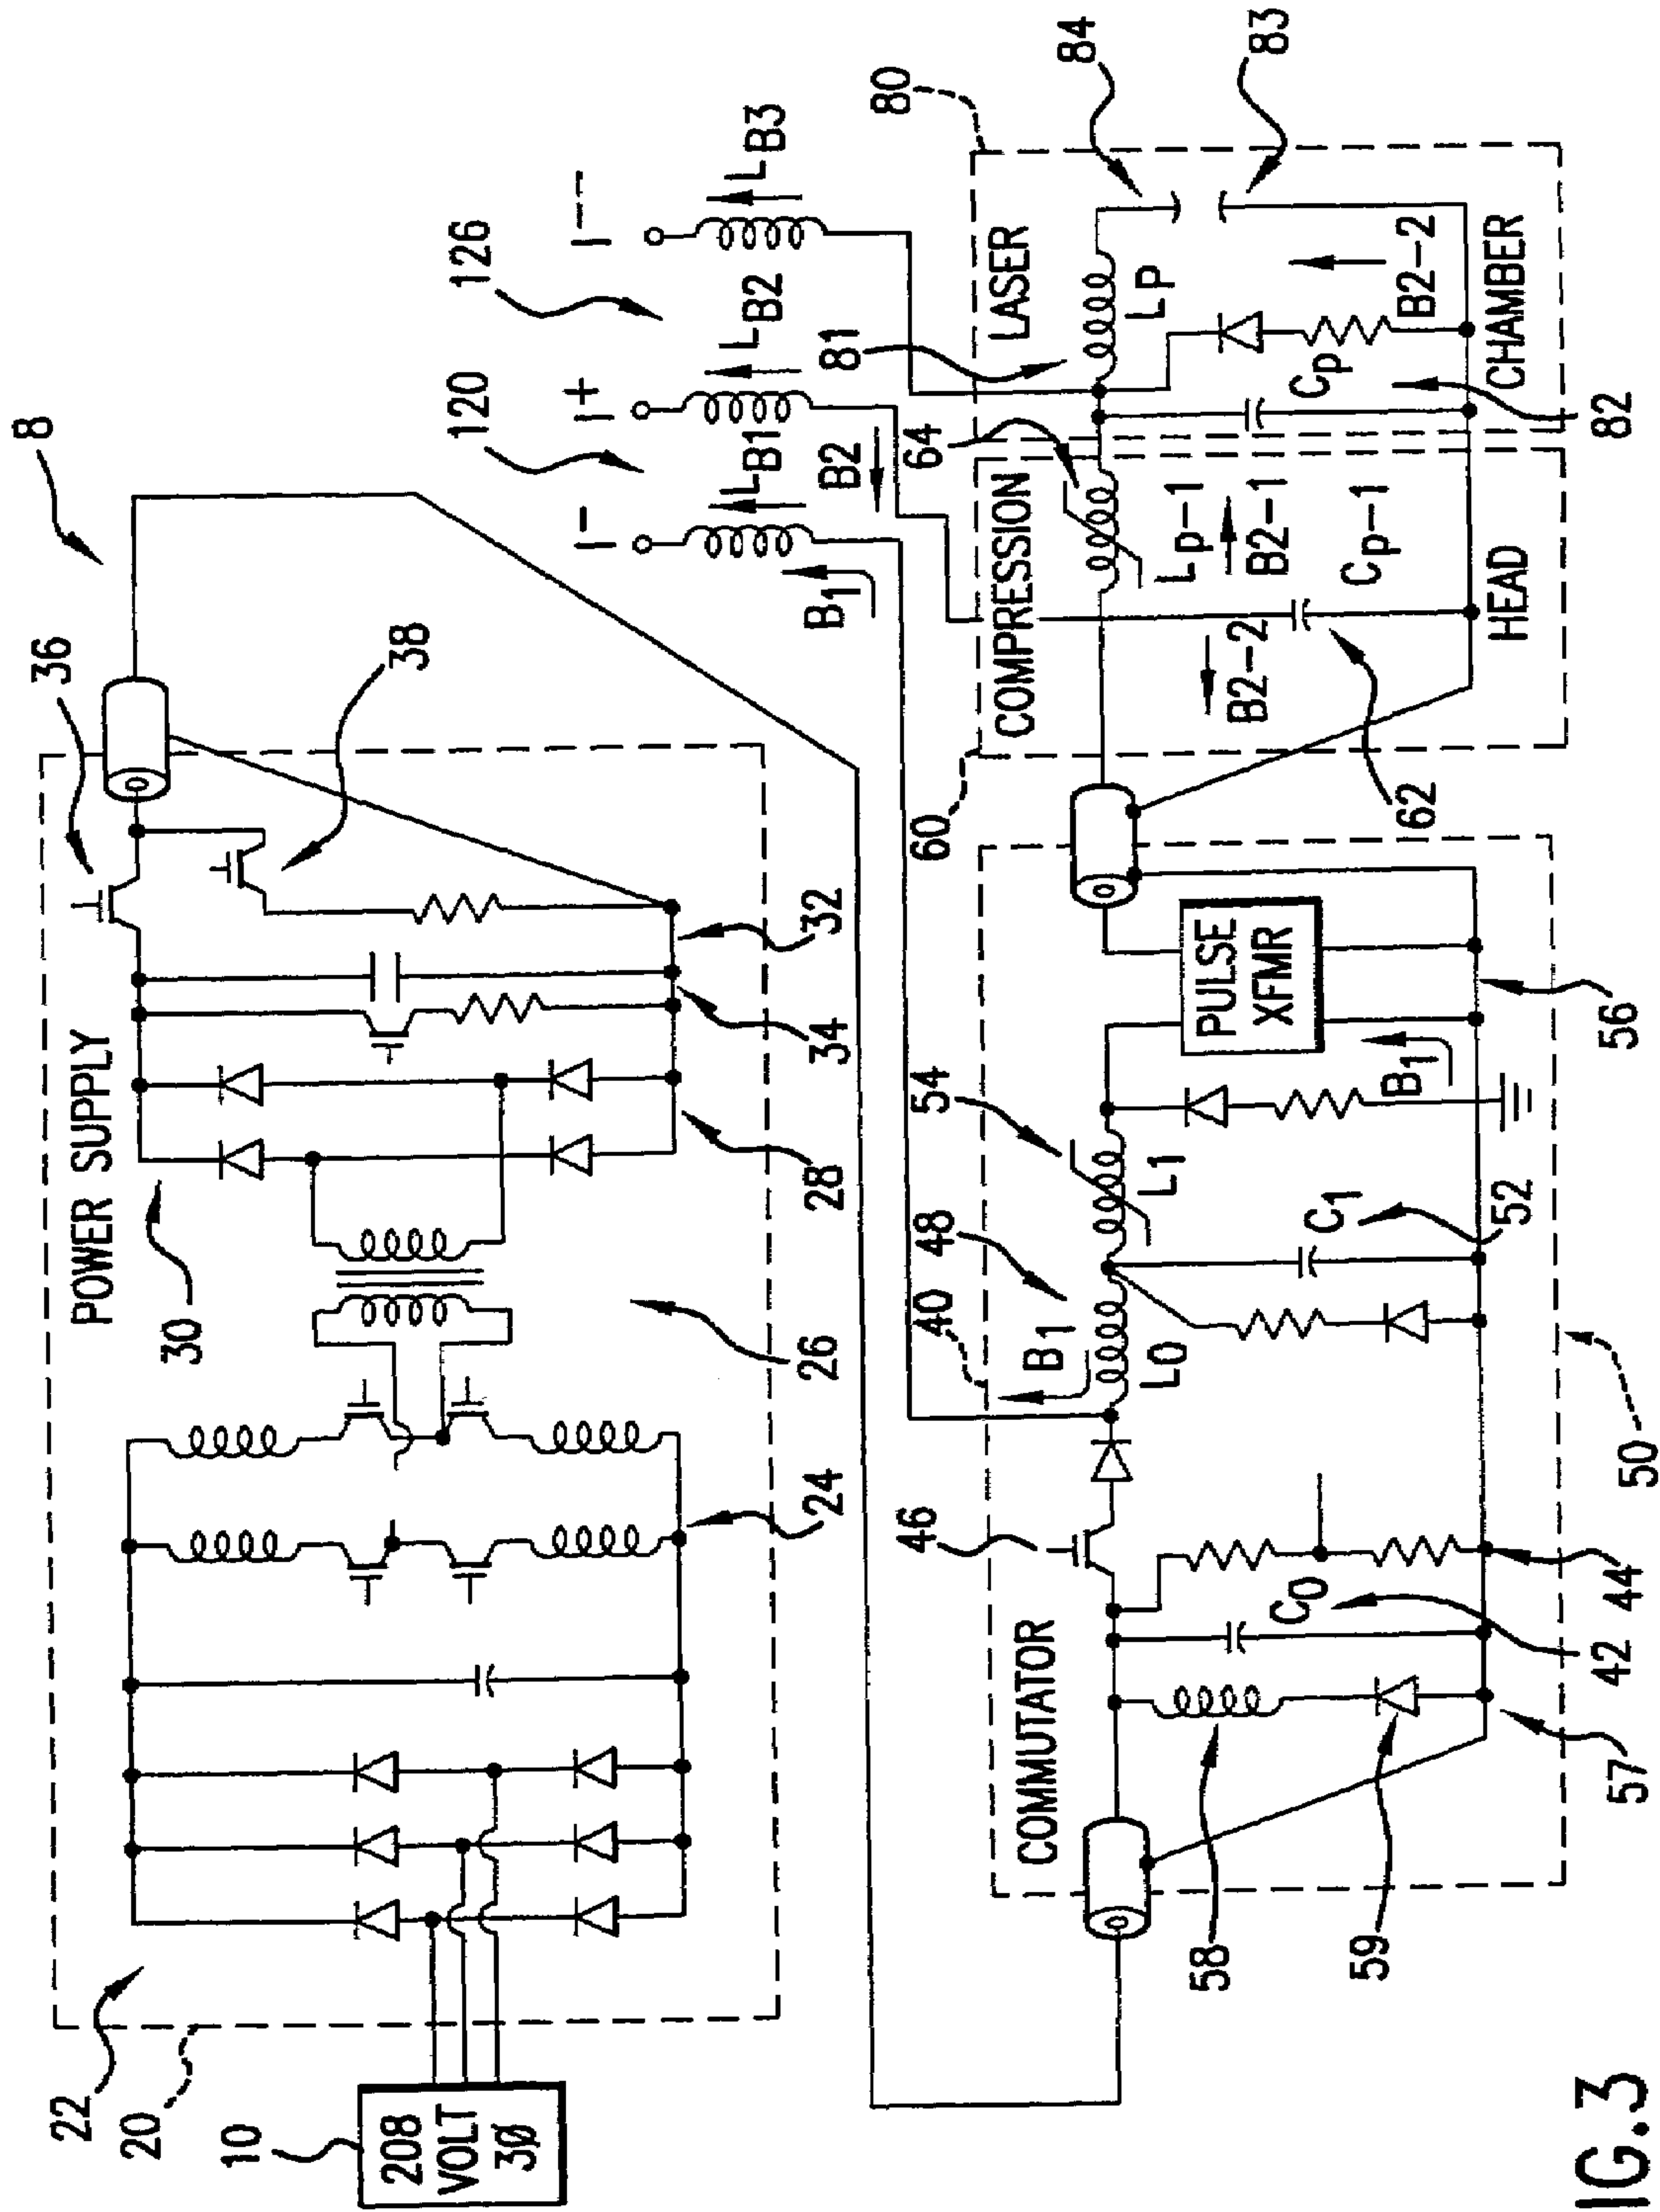 8
POWER SUPPLY
10
208
VOLT
3Ø
20
22
24
26
28
30
32
34
36
38
120
126
I-
I+
I--
LB1
LB2
LB3
B1
B2
COMMUTATOR
40
42
C0
44
46
48
L0
B1
50
52
C1
54
L1
B1
56
57
58
59
PULSE
XFMR
60
COMPRESSION
HEAD
62
64
Lp-1
B2-1
B2-2
Cp-1
80
LASER
CHAMBER
81
82
83
84
LP
Cp
B2-2
IG.3